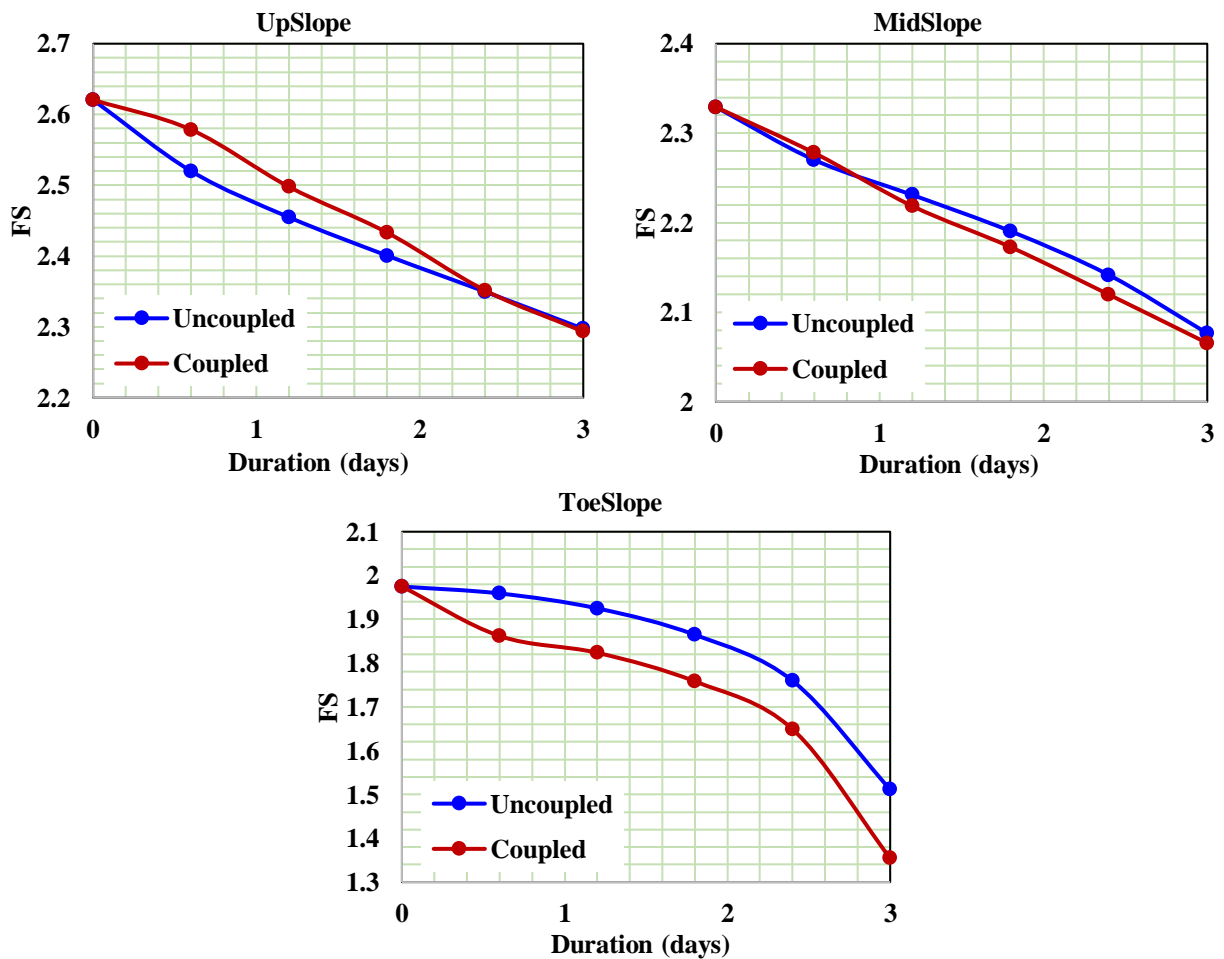 UpSlope
2.7
2.6
2.5
2.4
2.3
2.2
FS
Uncoupled
Coupled
0 1 2 3
Duration (days)
MidSlope
2.4
2.3
2.2
2.1
2
FS
Uncoupled
Coupled
0 1 2 3
Duration (days)
ToeSlope
2.1
2
1.9
1.8
1.7
1.6
1.5
1.4
1.3
FS
Uncoupled
Coupled
0 1 2 3
Duration (days)